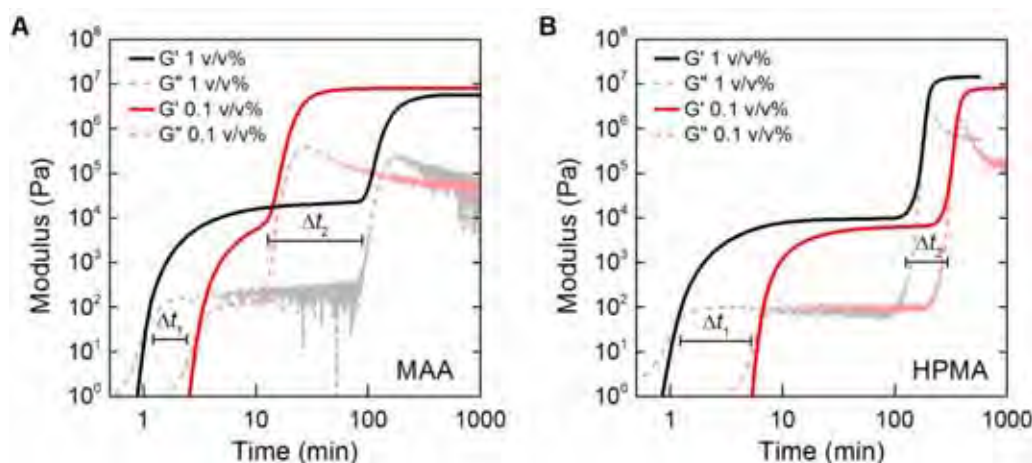 A
B
G' 1 v/v%
G" 1 v/v%
G' 0.1 v/v%
G" 0.1 v/v%
G' 1 v/v%
G" 1 v/v%
G' 0.1 v/v%
G" 0.1 v/v%
Modulus (Pa)
10⁸
10⁷
10⁶
10⁵
10⁴
10³
10²
10¹
10⁰
Δt₂
Δt₁
MAA
1 10 100 1000
Time (min)
Modulus (Pa)
10⁸
10⁷
10⁶
10⁵
10⁴
10³
10²
10¹
10⁰
Δt₂
Δt₁
HPMA
1 10 100 1000
Time (min)